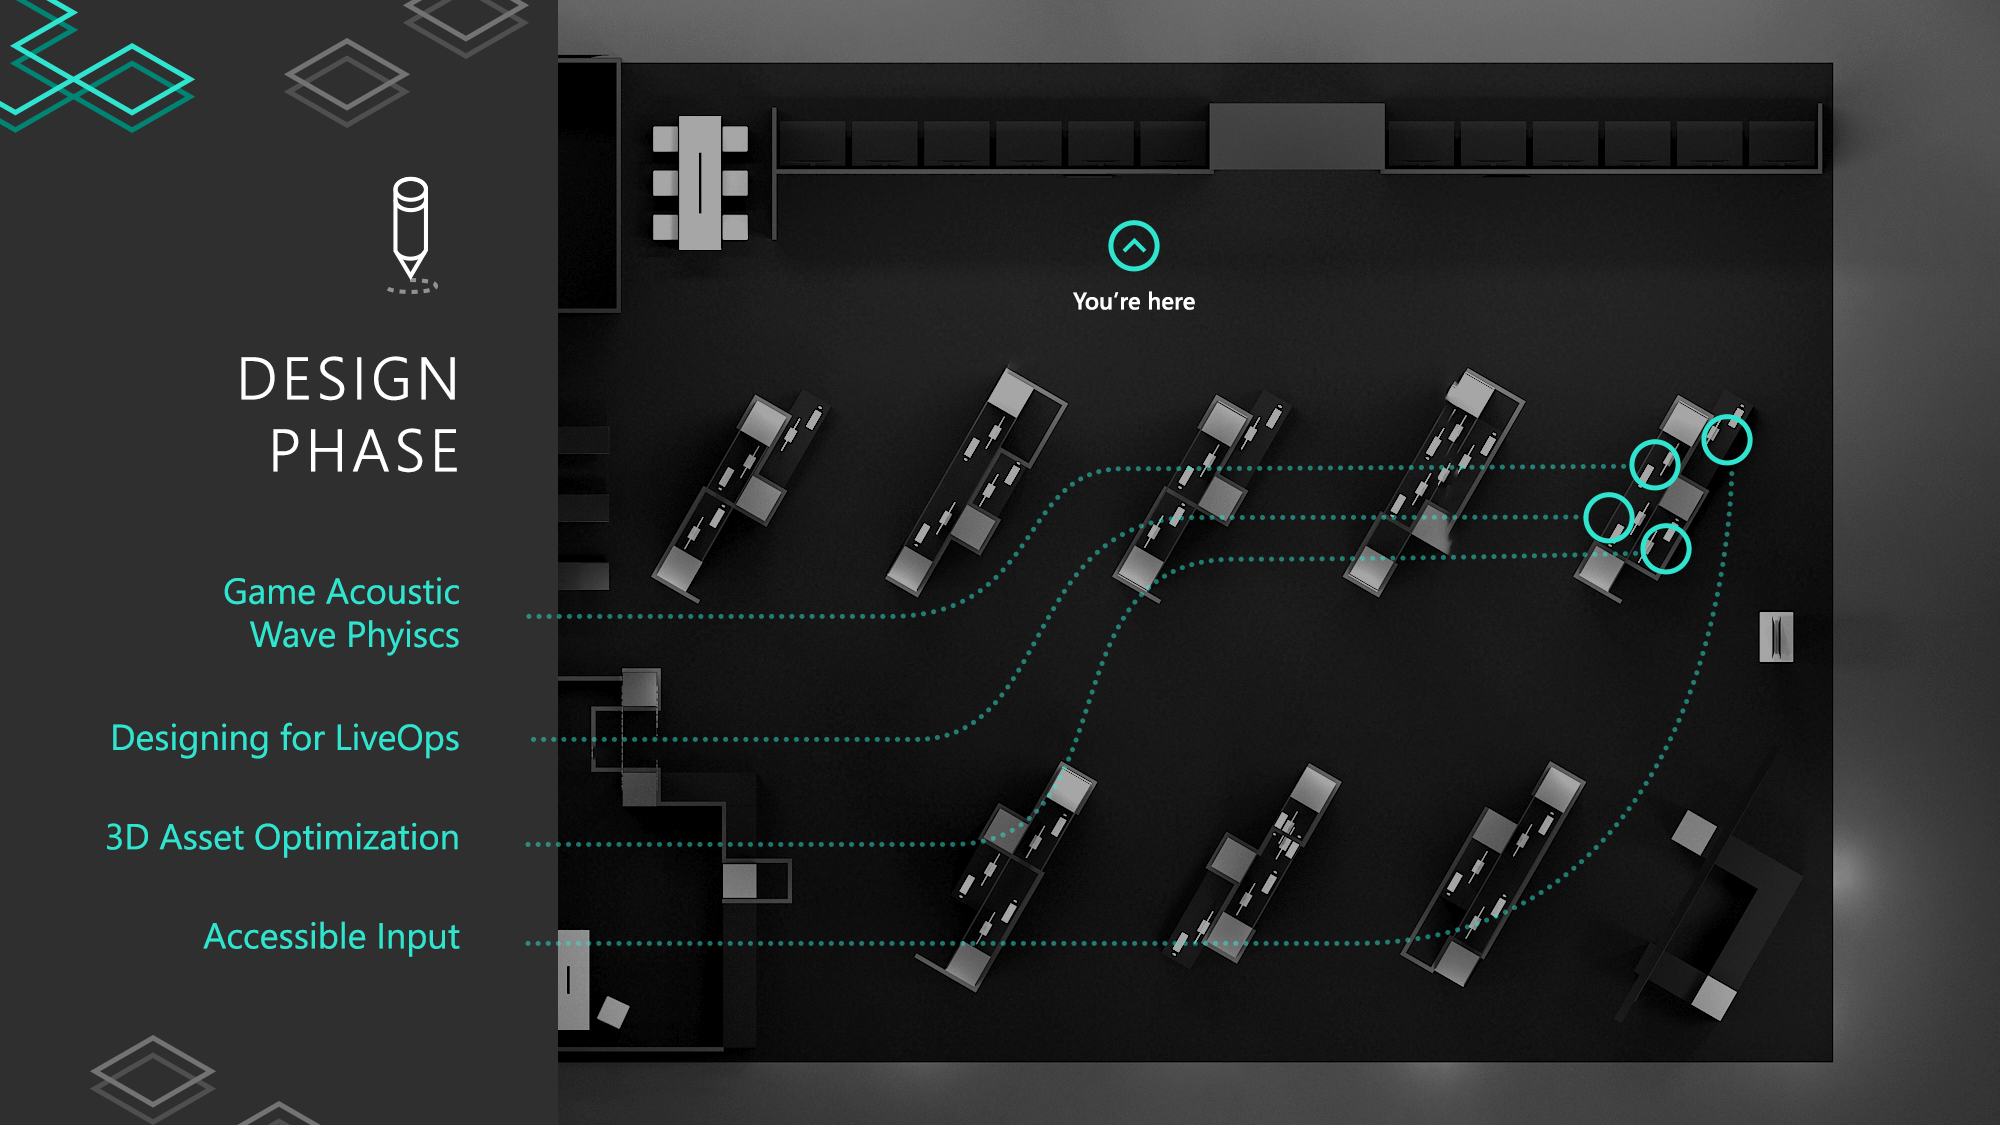 DESIGN
PHASE
Game Acoustic
Wave Phyiscs
Designing for LiveOps
3D Asset Optimization
Accessible Input
You're here